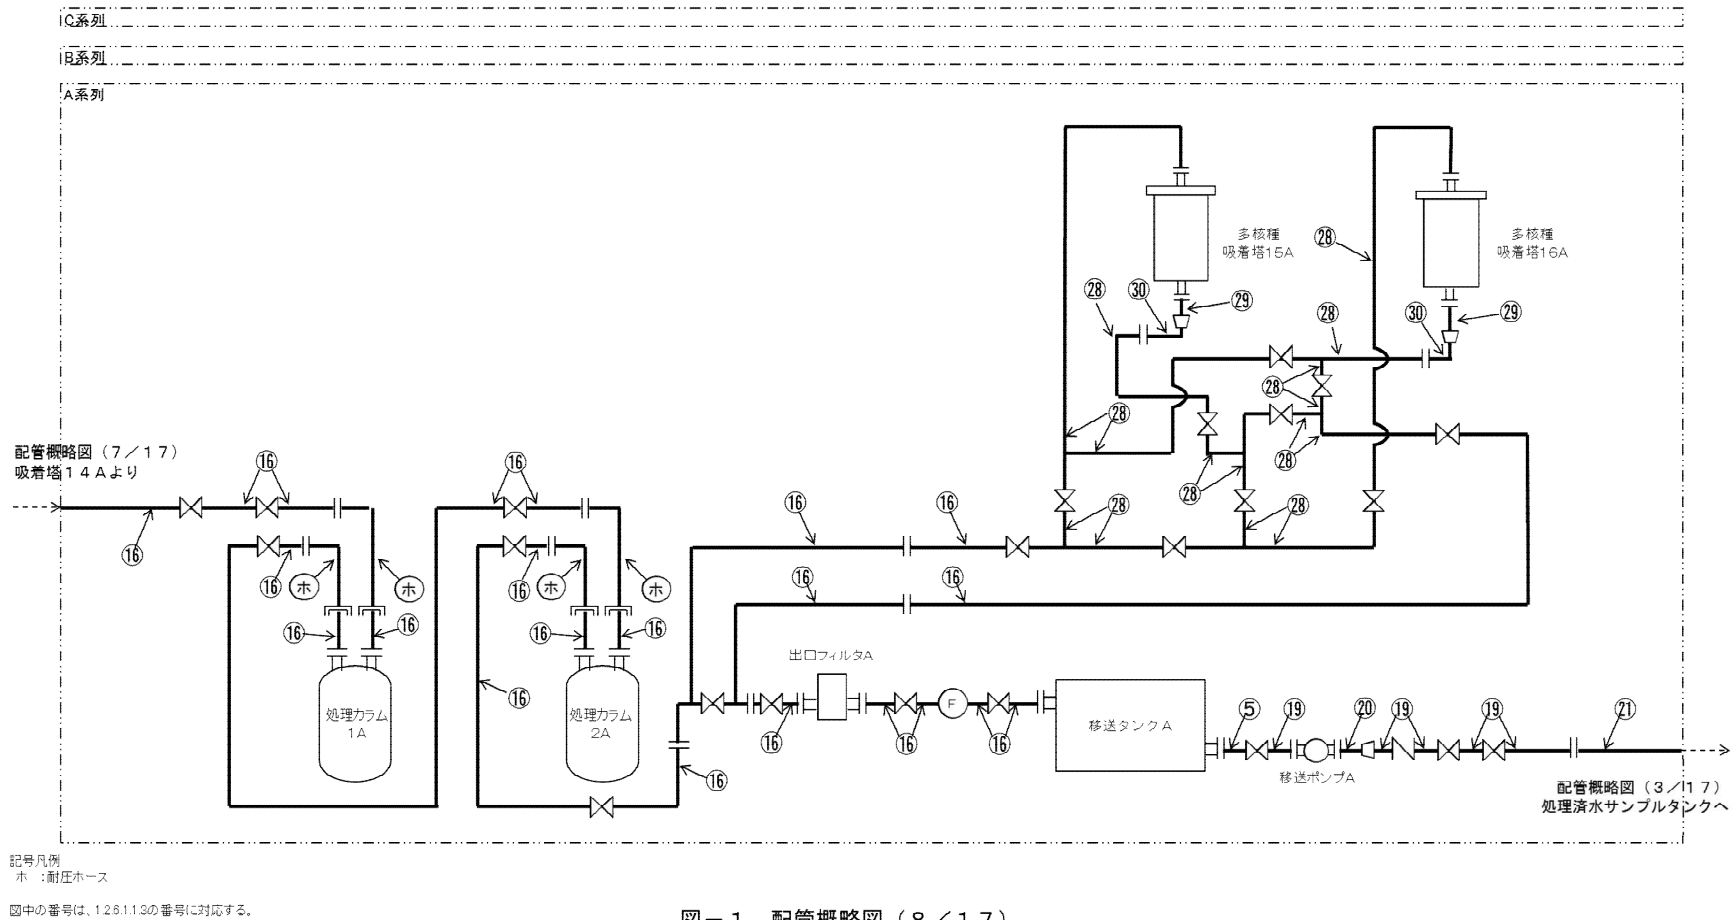 C系列
B系列
A系列
多核種
吸着塔15A
多核種
吸着塔16A
㉘
㉘
㉚
㉙
㉘
㉚
㉙
㉘
㉘
㉘
㉘
㉘
㉘
㉘
配管概略図（7／17）
吸着塔14Aより
⑯
⑯
⑯
⑯
⑯
⑯
ホ
ホ
⑯
ホ
ホ
⑯
⑯
⑯
⑯
⑯
⑯
⑯
処理カラム
1A
処理カラム
2A
⑯
出口フィルタA
F
⑯
⑯
⑯
移送タンクA
⑤
⑲
⑳
⑲
⑲
㉑
移送ポンプA
配管概略図（3／17）
処理済水サンプルタンクへ
記号凡例
ホ ：耐圧ホース
図中の番号は、1.2.6.1.1.3の番号に対応する。
図－1 配管概略図（8／17）